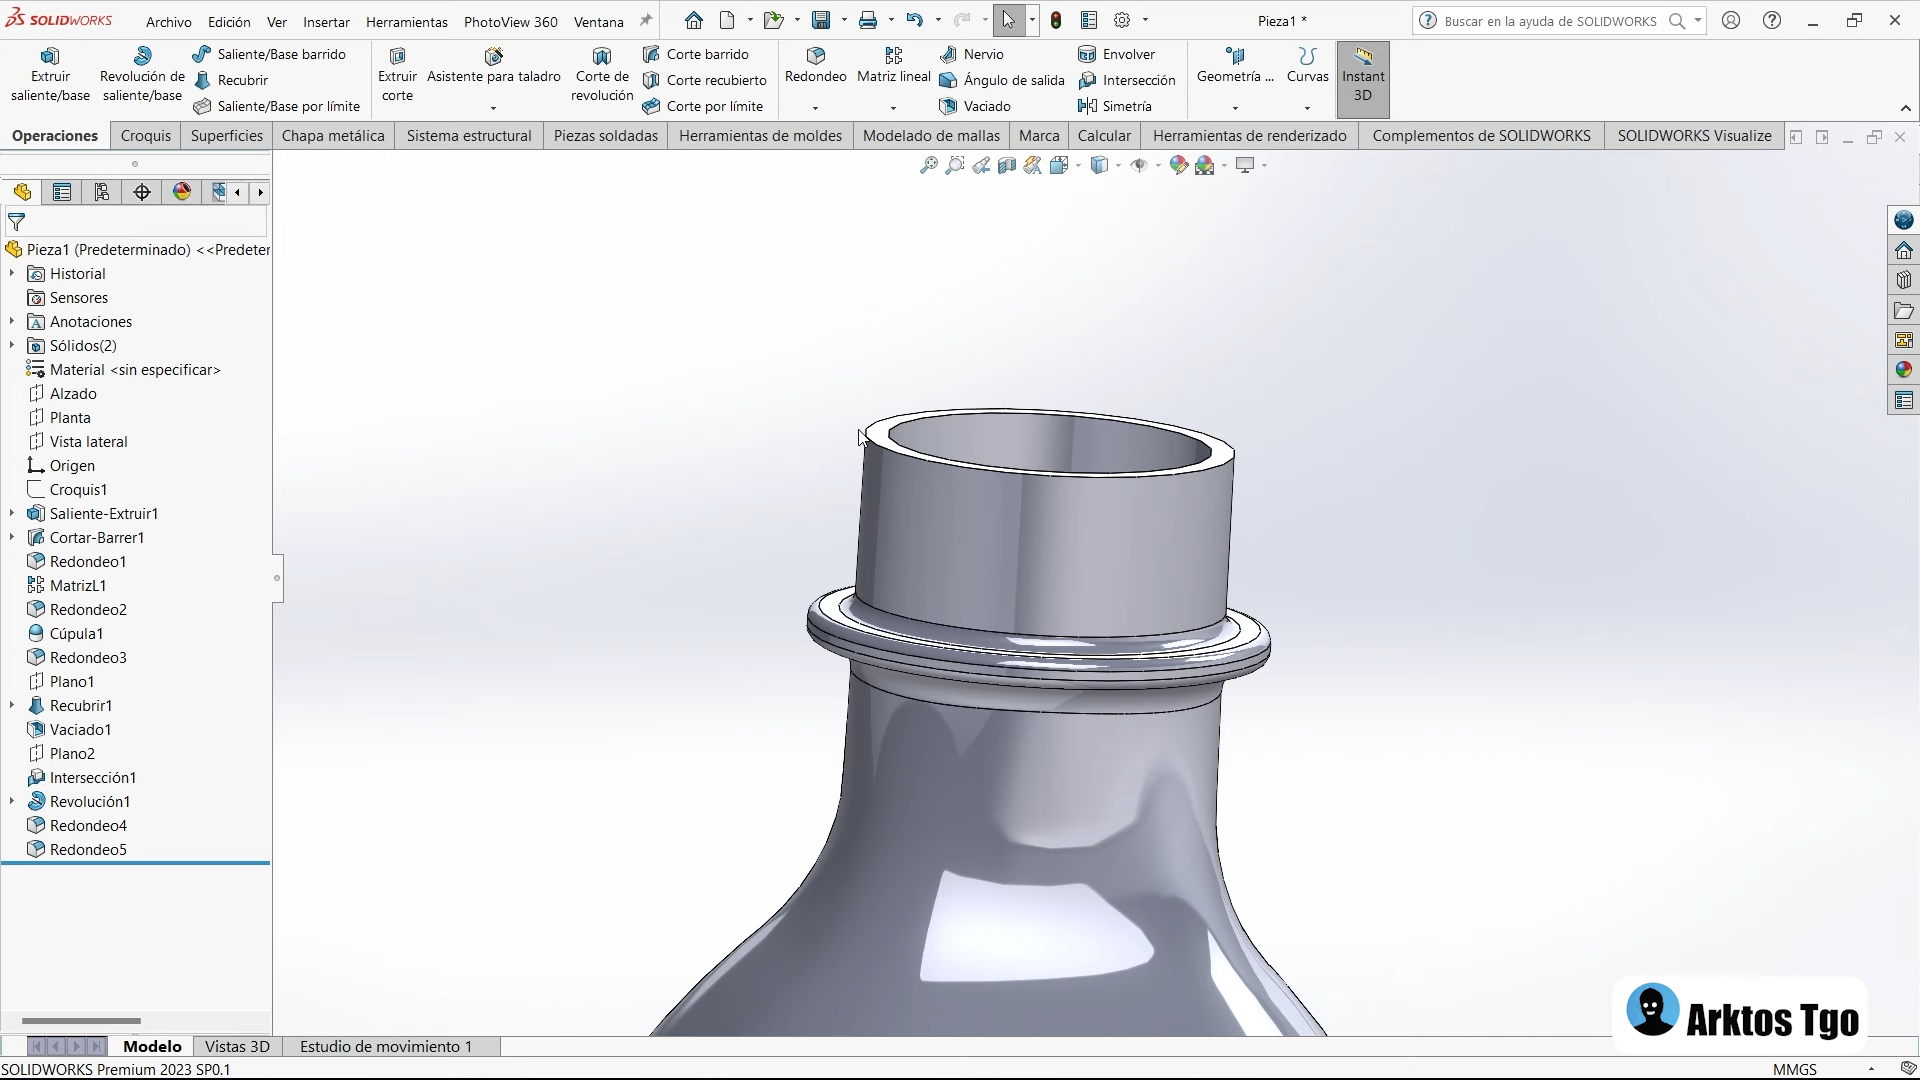 SOLIDWORKS
Archivo Edición Ver Insertar Herramientas PhotoView 360 Ventana
Pieza1 *
Buscar en la ayuda de SOLIDWORKS
Extruir saliente/base
Revolución de saliente/base
Saliente/Base barrido
Recubrir
Saliente/Base por límite
Extruir corte
Asistente para taladro
Corte de revolución
Corte barrido
Corte recubierto
Corte por límite
Redondeo
Matriz lineal
Nervio
Ángulo de salida
Vaciado
Envolver
Intersección
Simetría
Geometría ...
Curvas
Instant 3D
Operaciones Croquis Superficies Chapa metálica Sistema estructural Piezas soldadas Herramientas de moldes Modelado de mallas Marca Calcular Herramientas de renderizado Complementos de SOLIDWORKS SOLIDWORKS Visualize
Pieza1 (Predeterminado) <<Predeter
Historial
Sensores
Anotaciones
Sólidos(2)
Material <sin especificar>
Alzado
Planta
Vista lateral
Origen
Croquis1
Saliente-Extruir1
Cortar-Barrer1
Redondeo1
MatrizL1
Redondeo2
Cúpula1
Redondeo3
Plano1
Recubrir1
Vaciado1
Plano2
Intersección1
Revolución1
Redondeo4
Redondeo5
Arktos Tgo
Modelo Vistas 3D Estudio de movimiento 1
SOLIDWORKS Premium 2023 SP0.1
MMGS